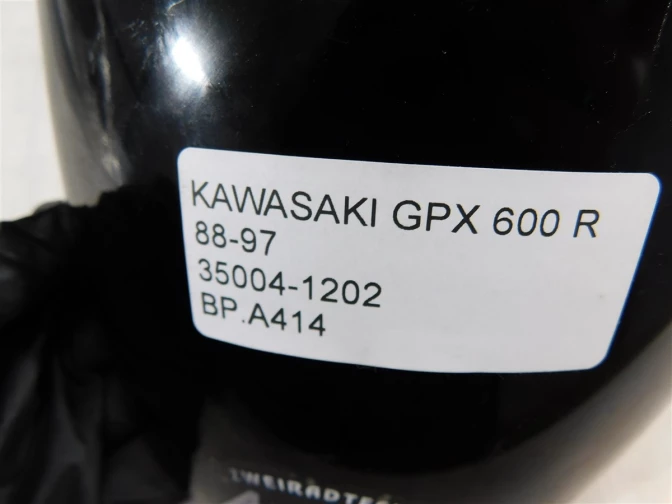 KAWASAKI GPX 600 R
88-97
35004-1202
BP.A414